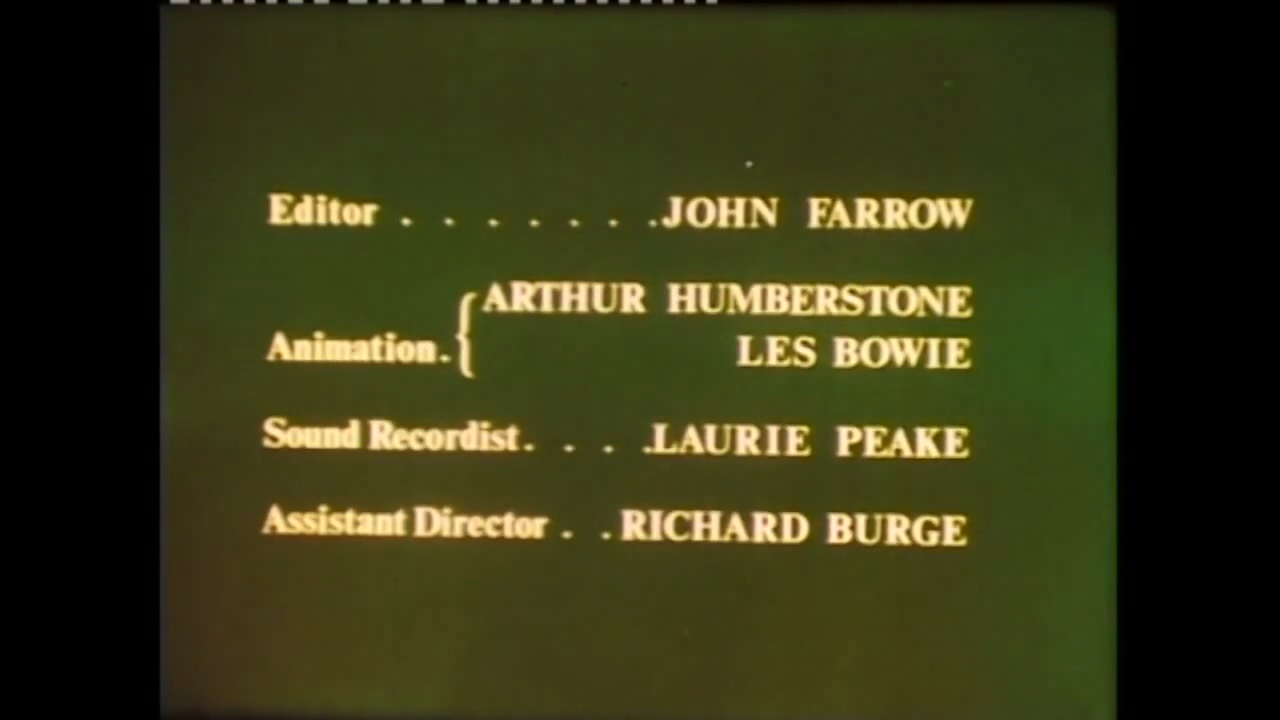 Editor . . . . . . .JOHN FARROW
ARTHUR HUMBERSTONE
Animation.{ LES BOWIE
Sound Recordist. . . .LAURIE PEAKE
Assistant Director . .RICHARD BURGE